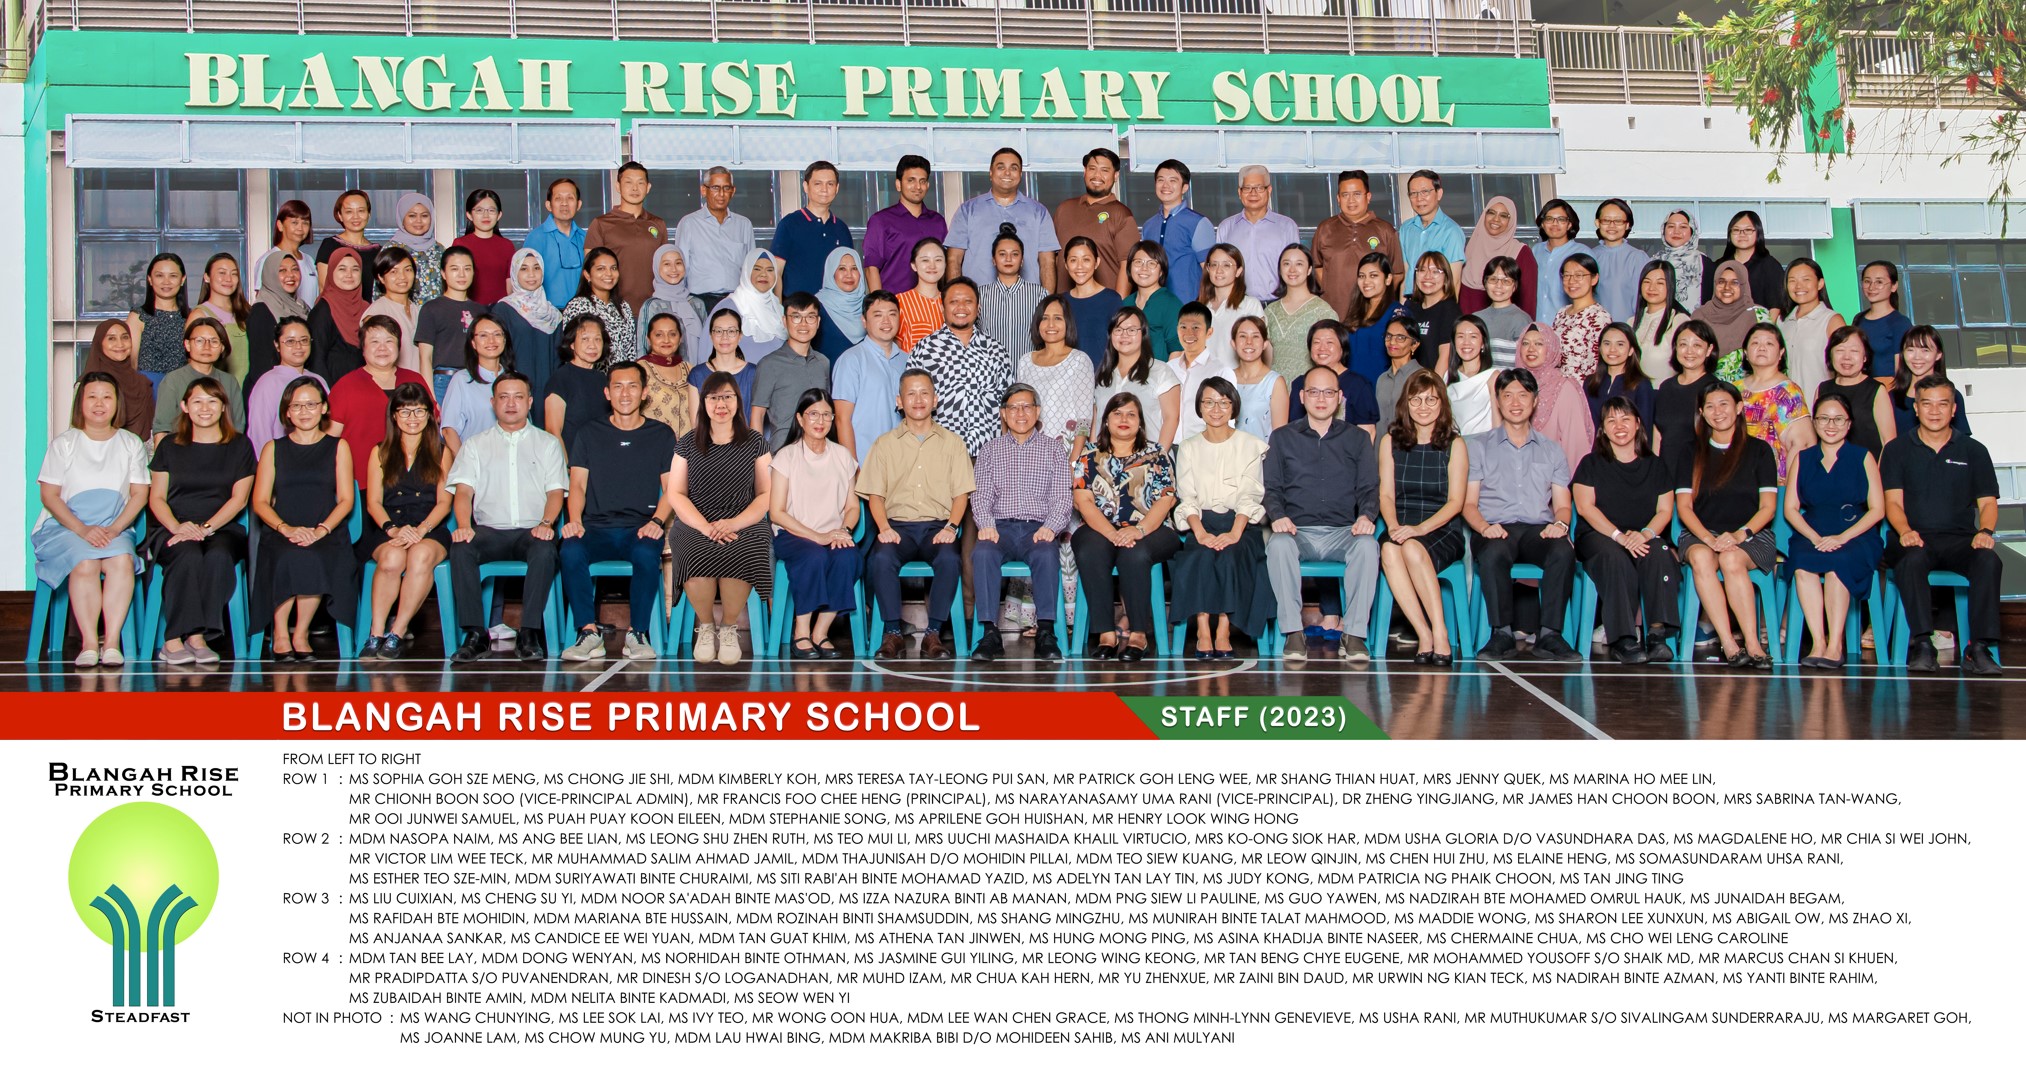 BLANGAH RISE PRIMARY SCHOOL
BLANGAH RISE PRIMARY SCHOOL
STAFF (2023)
BLANGAH RISE
PRIMARY SCHOOL
STEADFAST
FROM LEFT TO RIGHT
ROW 1 : MS SOPHIA GOH SZE MENG, MS CHONG JIE SHI, MDM KIMBERLY KOH, MRS TERESA TAY-LEONG PUI SAN, MR PATRICK GOH LENG WEE, MR SHANG THIAN HUAT, MRS JENNY QUEK, MS MARINA HO MEE LIN,
MR CHIONH BOON SOO (VICE-PRINCIPAL ADMIN), MR FRANCIS FOO CHEE HENG (PRINCIPAL), MS NARAYANASAMY UMA RANI (VICE-PRINCIPAL), DR ZHENG YINGJIANG, MR JAMES HAN CHOON BOON, MRS SABRINA TAN-WANG,
MR OOI JUNWEI SAMUEL, MS PUAH PUAY KOON EILEEN, MDM STEPHANIE SONG, MS APRILENE GOH HUISHAN, MR HENRY LOOK WING HONG
ROW 2 : MDM NASOPA NAIM, MS ANG BEE LIAN, MS LEONG SHU ZHEN RUTH, MS TEO MUI LI, MRS UUCHI MASHAIDA KHALIL VIRTUCIO, MRS KO-ONG SIOK HAR, MDM USHA GLORIA D/O VASUNDHARA DAS, MS MAGDALENE HO, MR CHIA SI WEI JOHN,
MR VICTOR LIM WEE TECK, MR MUHAMMAD SALIM AHMAD JAMIL, MDM THAJUNISAH D/O MOHIDIN PILLAI, MDM TEO SIEW KUANG, MR LEOW QINJIN, MS CHEN HUI ZHU, MS ELAINE HENG, MS SOMASUNDARAM UHSA RANI,
MS ESTHER TEO SZE-MIN, MDM SURIYAWATI BINTE CHURAIMI, MS SITI RABI'AH BINTE MOHAMAD YAZID, MS ADELYN TAN LAY TIN, MS JUDY KONG, MDM PATRICIA NG PHAIK CHOON, MS TAN JING TING
ROW 3 : MS LIU CUIXIAN, MS CHENG SU YI, MDM NOOR SA'ADAH BINTE MAS'OD, MS IZZA NAZURA BINTI AB MANAN, MDM PNG SIEW LI PAULINE, MS GUO YAWEN, MS NADZIRAH BTE MOHAMED OMRUL HAUK, MS JUNAIDAH BEGAM,
MS RAFIDAH BTE MOHIDIN, MDM MARIANA BTE HUSSAIN, MDM ROZINAH BINTI SHAMSUDDIN, MS SHANG MINGZHU, MS MUNIRAH BINTE TALAT MAHMOOD, MS MADDIE WONG, MS SHARON LEE XUNXUN, MS ABIGAIL OW, MS ZHAO XI,
MS ANJANAA SANKAR, MS CANDICE EE WEI YUAN, MDM TAN GUAT KHIM, MS ATHENA TAN JINWEN, MS HUNG MONG PING, MS ASINA KHADIJA BINTE NASEER, MS CHERMAINE CHUA, MS CHO WEI LENG CAROLINE
ROW 4 : MDM TAN BEE LAY, MDM DONG WENYAN, MS NORHIDAH BINTE OTHMAN, MS JASMINE GUI YILING, MR LEONG WING KEONG, MR TAN BENG CHYE EUGENE, MR MOHAMMED YOUSOFF S/O SHAIK MD, MR MARCUS CHAN SI KHUEN,
MR PRADIPDATTA S/O PUVANENDRAN, MR DINESH S/O LOGANADHAN, MR MUHD IZAM, MR CHUA KAH HERN, MR YU ZHENXUE, MR ZAINI BIN DAUD, MR URWIN NG KIAN TECK, MS NADIRAH BINTE AZMAN, MS YANTI BINTE RAHIM,
MS ZUBAIDAH BINTE AMIN, MDM NELITA BINTE KADMADI, MS SEOW WEN YI
NOT IN PHOTO : MS WANG CHUNYING, MS LEE SOK LAI, MS IVY TEO, MR WONG OON HUA, MDM LEE WAN CHEN GRACE, MS THONG MINH-LYNN GENEVIEVE, MS USHA RANI, MR MUTHUKUMAR S/O SIVALINGAM SUNDERRARAJU, MS MARGARET GOH,
MS JOANNE LAM, MS CHOW MUNG YU, MDM LAU HWAI BING, MDM MAKRIBA BIBI D/O MOHIDEEN SAHIB, MS ANI MULYANI